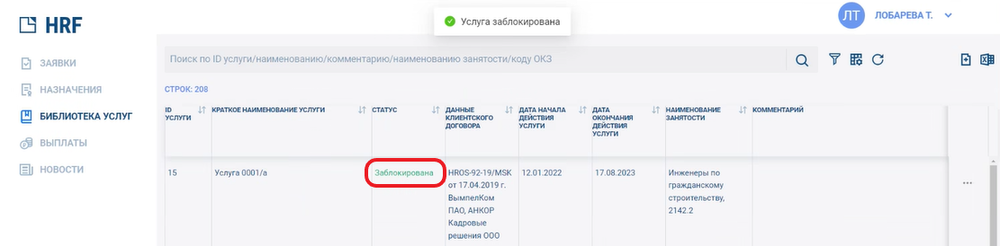 Услуга заблокирована
ЛТ
ЛОБАРЕВА Т.
HRF
ЗАЯВКИ
НАЗНАЧЕНИЯ
БИБЛИОТЕКА УСЛУГ
ВЫПЛАТЫ
НОВОСТИ
Поиск по ID услуги/наименованию/комментарию/наименованию занятости/коду ОКЗ
СТРОК: 208
ID
УСЛУГИ
КРАТКОЕ НАИМЕНОВАНИЕ УСЛУГИ
СТАТУС
ДАННЫЕ
КЛИЕНТСКОГО
ДОГОВОРА
ДАТА НАЧАЛА
ДЕЙСТВИЯ
УСЛУГИ
ДАТА
ОКОНЧАНИЯ
ДЕЙСТВИЯ
УСЛУГИ
НАИМЕНОВАНИЕ
ЗАНЯТОСТИ
КОММЕНТАРИЙ
15
Услуга 0001/а
Заблокирована
HROS-92-19/MSK
от 17.04.2019 г.
ВымпелКом
ПАО, АНКОР
Кадровые
решения ООО
12.01.2022
17.08.2023
Инженеры по
гражданскому
строительству,
2142.2
...